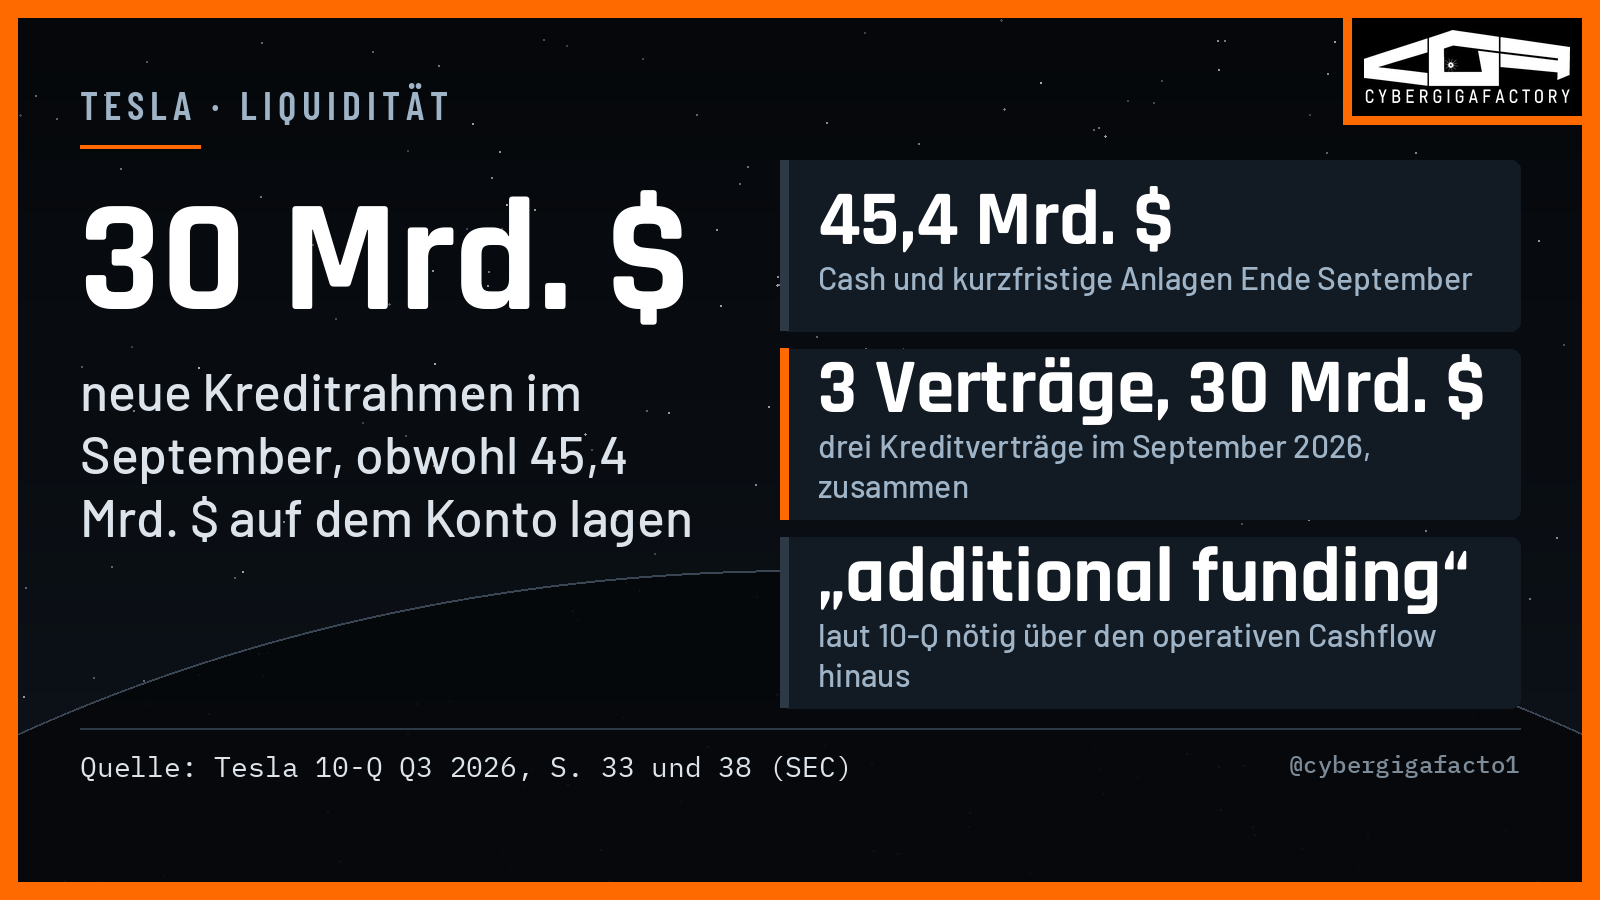 TESLA · LIQUIDITÄT
CYBERGIGAFACTORY
30 Mrd. $
neue Kreditrahmen im
September, obwohl 45,4
Mrd. $ auf dem Konto lagen
45,4 Mrd. $
Cash und kurzfristige Anlagen Ende September
3 Verträge, 30 Mrd. $
drei Kreditverträge im September 2026,
zusammen
„additional funding“
laut 10-Q nötig über den operativen Cashflow
hinaus
Quelle: Tesla 10-Q Q3 2026, S. 33 und 38 (SEC)
@cybergigafacto1